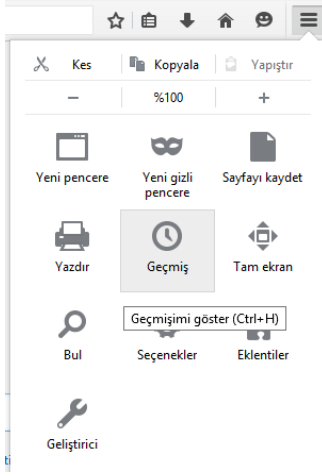 Kes
Kopyala
Yapıştır
%100
Yeni pencere
Yeni gizli
pencere
Sayfayı kaydet
Yazdır
Geçmiş
Tam ekran
Geçmişimi göster (Ctrl+H)
Bul
Seçenekler
Eklentiler
Geliştirici